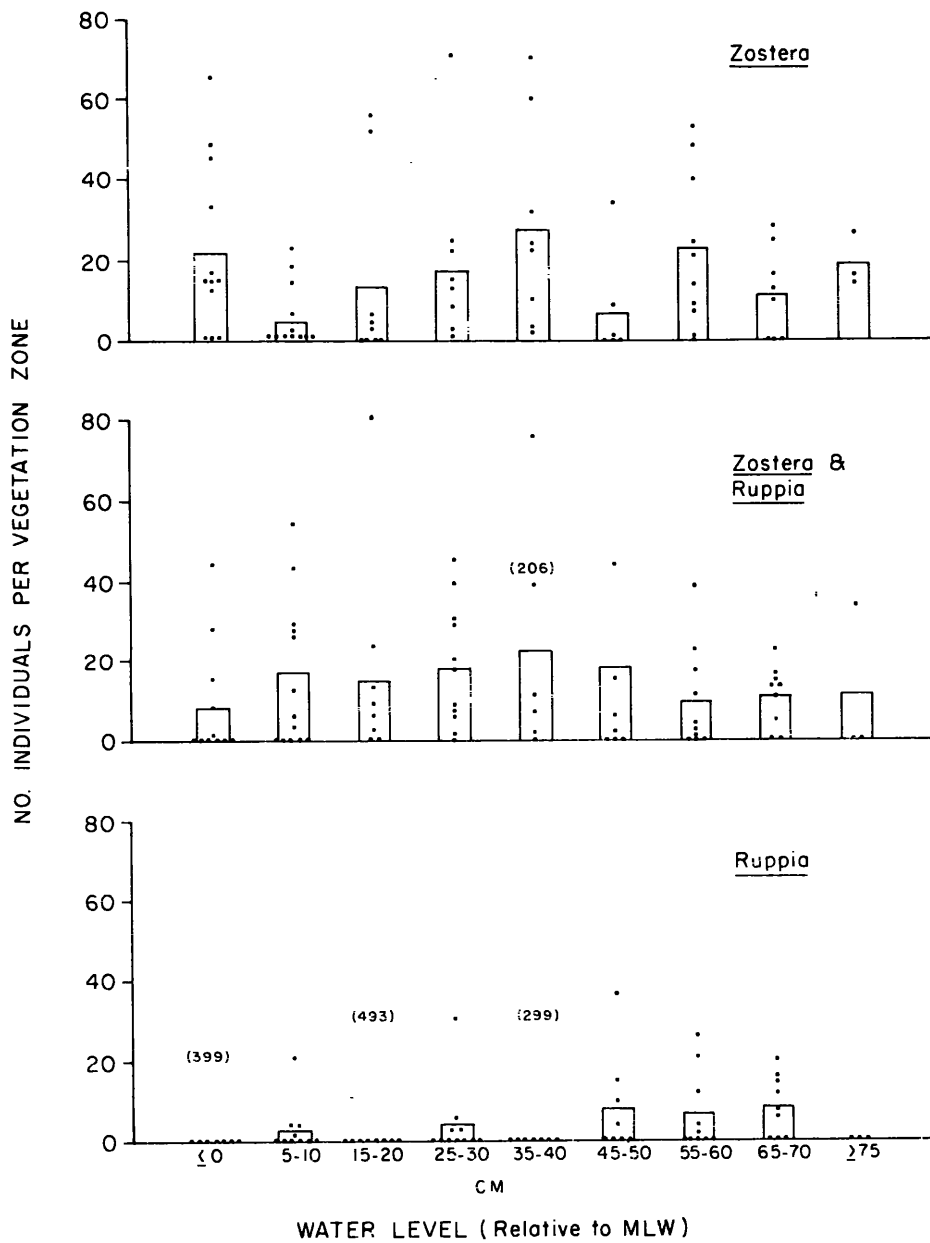 NO. INDIVIDUALS PER VEGETATION ZONE
80
60
40
20
0
Zostera
80
60
40
20
0
Zostera &
Ruppia
(206)
80
60
40
20
0
Ruppia
(399)
(493)
(299)
≤0 5-10 15-20 25-30 35-40 45-50 55-60 65-70 ≥75
CM
WATER LEVEL (Relative to MLW)